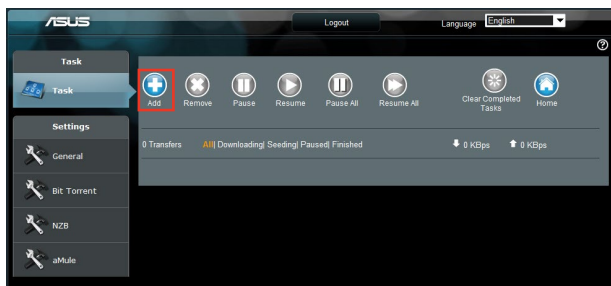 ASUS
Logout
Language English
?
Task
Task
Add Remove Pause Resume Pause All Resume All Clear Completed Tasks Home
Settings
0 Transfers All| Downloading| Seeding| Paused| Finished 0 KBps 0 KBps
General
Bit Torrent
NZB
aMule